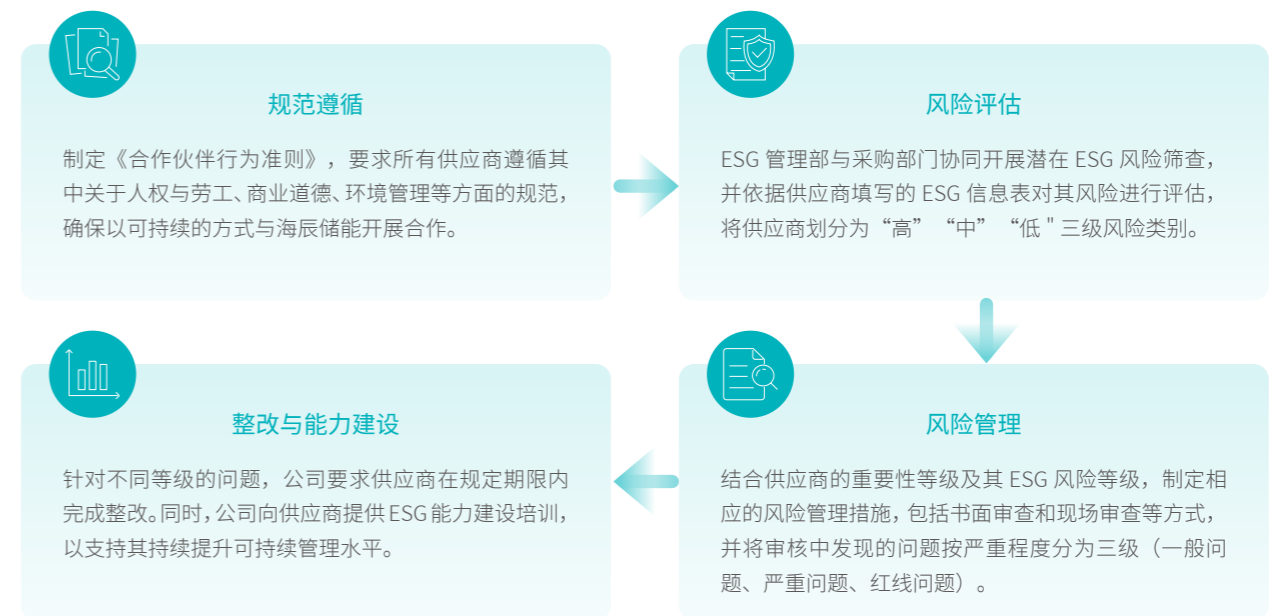 规范遵循
制定《合作伙伴行为准则》，要求所有供应商遵循其
中关于人权与劳工、商业道德、环境管理等方面的规范，
确保以可持续的方式与海辰储能开展合作。
风险评估
ESG 管理部与采购部门协同开展潜在 ESG 风险筛查，
并依据供应商填写的 ESG 信息表对其风险进行评估，
将供应商划分为“高”“中”“低 " 三级风险类别。
风险管理
结合供应商的重要性等级及其 ESG 风险等级，制定相
应的风险管理措施，包括书面审查和现场审查等方式，
并将审核中发现的问题按严重程度分为三级（一般问
题、严重问题、红线问题）。
整改与能力建设
针对不同等级的问题，公司要求供应商在规定期限内
完成整改。同时，公司向供应商提供 ESG 能力建设培训，
以支持其持续提升可持续管理水平。